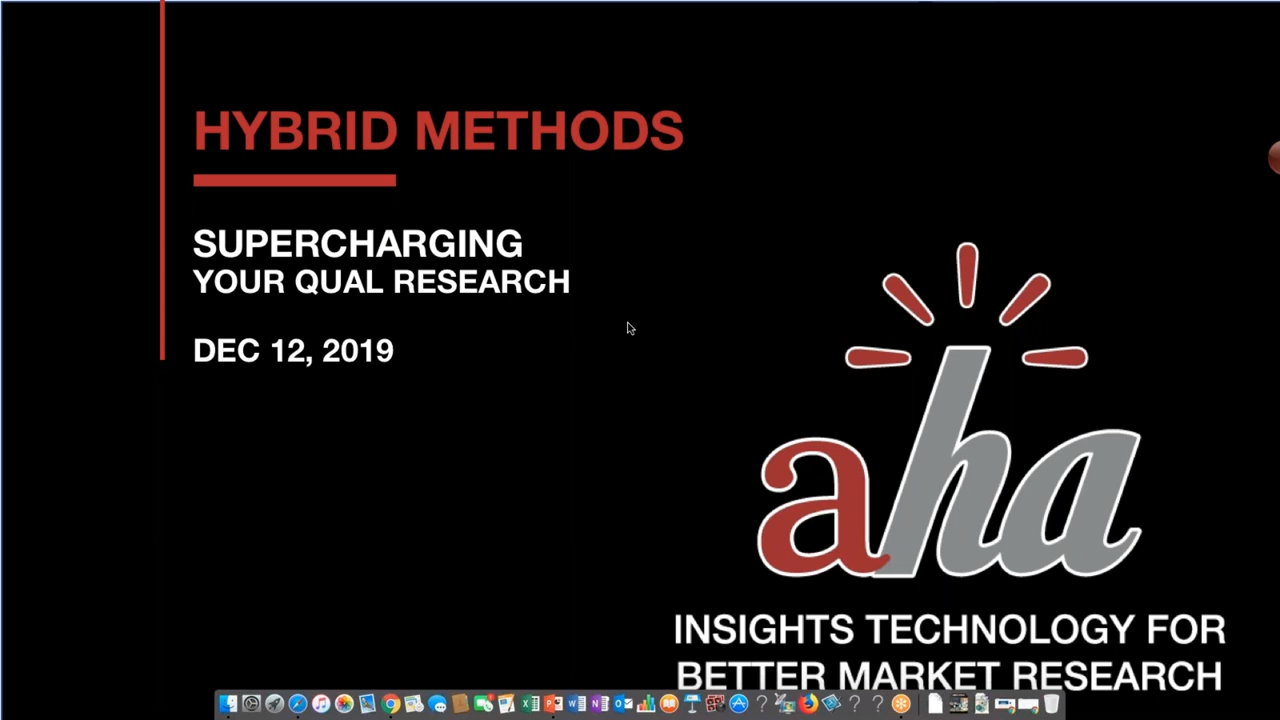 HYBRID METHODS
SUPERCHARGING
YOUR QUAL RESEARCH
DEC 12, 2019
aha
INSIGHTS TECHNOLOGY FOR
BETTER MARKET RESEARCH